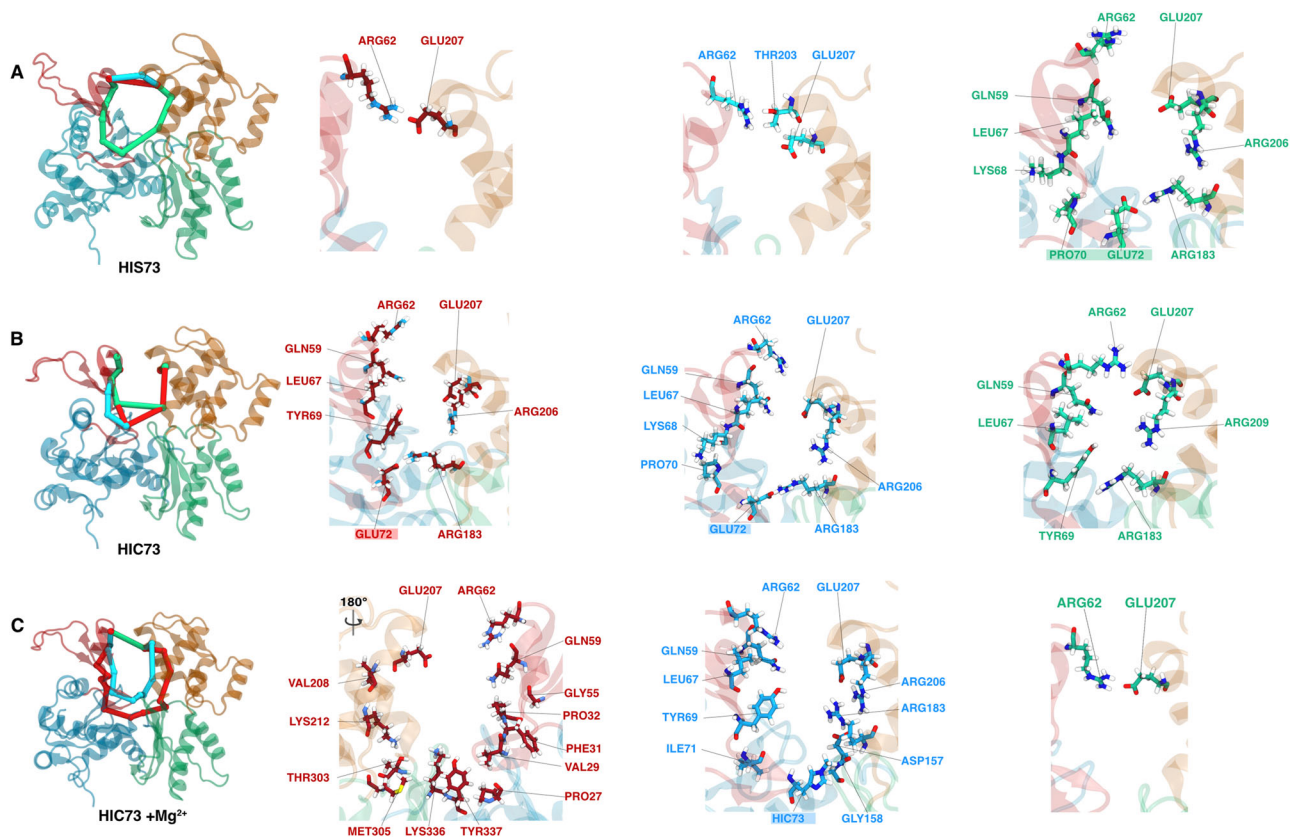 ARG62 GLU207
ARG62 THR203 GLU207
ARG62 GLU207
A
GLN59
LEU67
LYS68
ARG206
PRO70 GLU72 ARG183
HIS73
B
ARG62 GLU207
GLN59
LEU67
TYR69
ARG206
GLU72 ARG183
ARG62 GLU207
GLN59
LEU67
LYS68
PRO70
ARG206
GLU72 ARG183
ARG62 GLU207
GLN59
LEU67
ARG209
TYR69 ARG183
HIC73
C
180°
GLU207 ARG62
GLN59
VAL208
GLY55
LYS212
PRO32
PHE31
VAL29
THR303
PRO27
MET305 LYS336 TYR337
ARG62 GLU207
GLN59
LEU67
ARG206
ARG183
TYR69
ILE71
ASP157
HIC73 GLY158
ARG62 GLU207
HIC73 +Mg²⁺